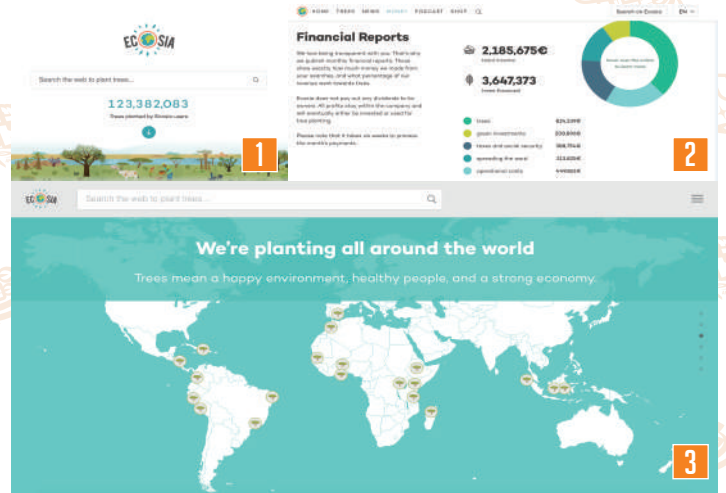 ECOSIA
Search the web to plant trees...
123,382,083
Trees planted by Ecosia users
1
HOME TREES NEWS MONEY PODCAST SHOP
Search on Ecosia EN
Financial Reports
We love being transparent with you. That's why
we publish monthly financial reports. These
show exactly how much money we made from
your searches, and what percentage of our
revenue went towards trees.
Ecosia does not pay out any dividends to its
owners. All profits stay within the company and
will eventually either be invested or used for
tree planting.
Please note that it takes six weeks to process
the month's payments.
2,185,675€
total income
3,647,373
trees financed
trees
green investments
taxes and social security
spreading the word
operational costs
2
ECOSIA
Search the web to plant trees...
We're planting all around the world
Trees mean a happy environment, healthy people, and a strong economy.
3